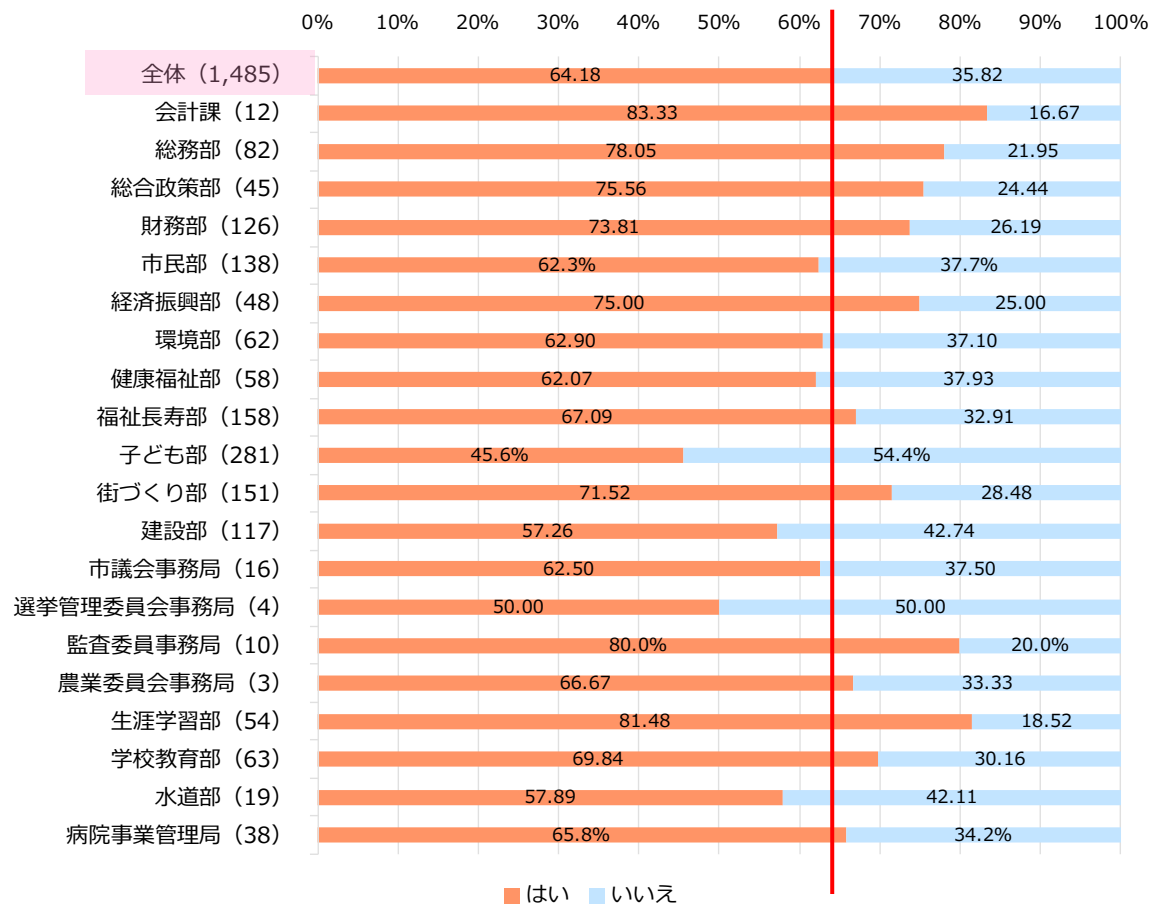 0% 10% 20% 30% 40% 50% 60% 70% 80% 90% 100%
全体（1,485） 64.18 35.82
会計課（12） 83.33 16.67
総務部（82） 78.05 21.95
総合政策部（45） 75.56 24.44
財務部（126） 73.81 26.19
市民部（138） 62.3% 37.7%
経済振興部（48） 75.00 25.00
環境部（62） 62.90 37.10
健康福祉部（58） 62.07 37.93
福祉長寿部（158） 67.09 32.91
子ども部（281） 45.6% 54.4%
街づくり部（151） 71.52 28.48
建設部（117） 57.26 42.74
市議会事務局（16） 62.50 37.50
選挙管理委員会事務局（4） 50.00 50.00
監査委員事務局（10） 80.0% 20.0%
農業委員会事務局（3） 66.67 33.33
生涯学習部（54） 81.48 18.52
学校教育部（63） 69.84 30.16
水道部（19） 57.89 42.11
病院事業管理局（38） 65.8% 34.2%
はい いいえ